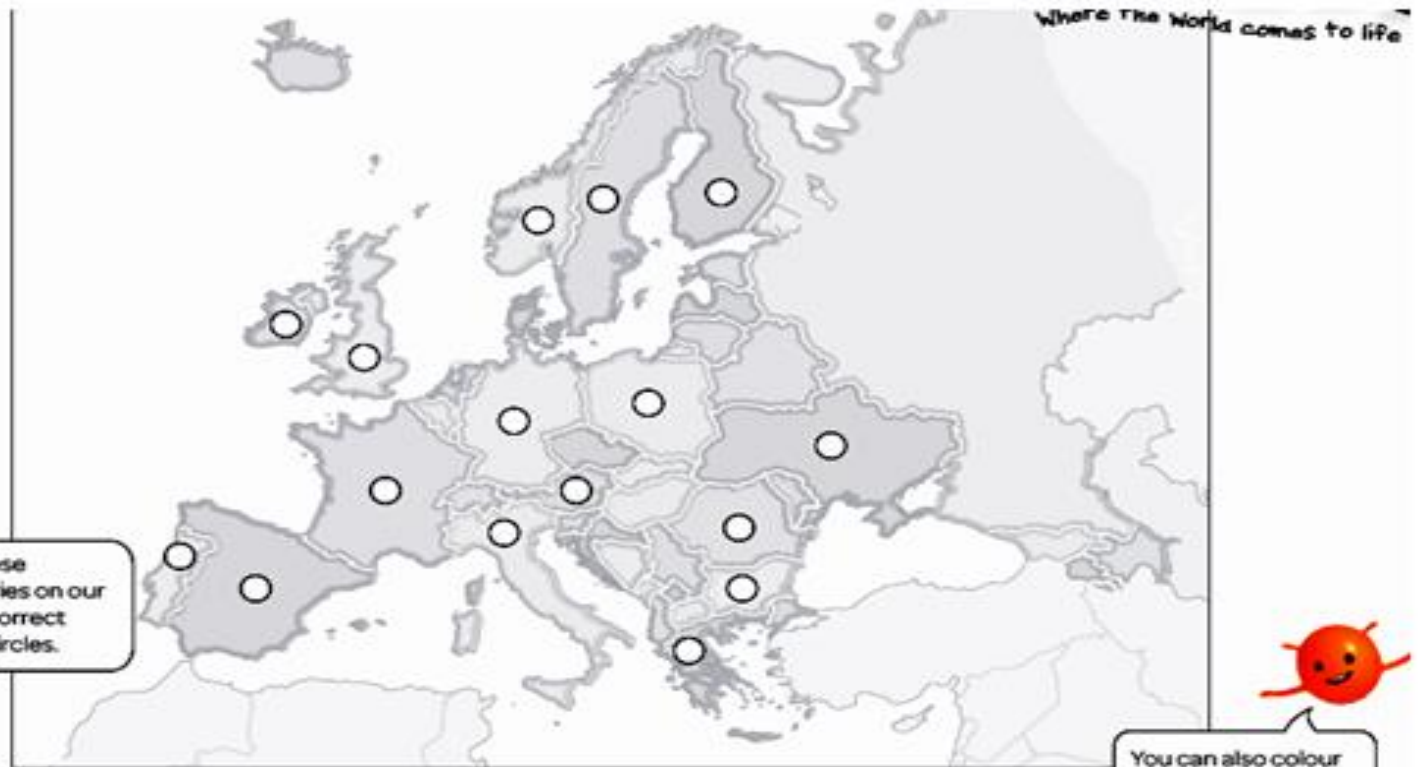 Where The World comes to life
se
ies on our
orrect
ircles.
You can also colour